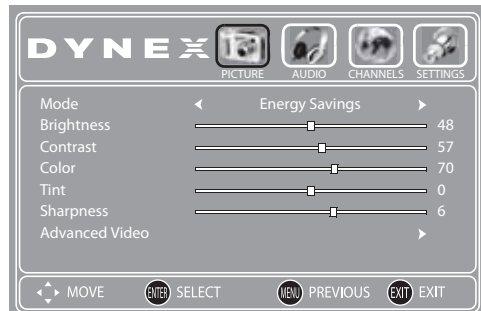 DYNEX
PICTURE AUDIO CHANNELS SETTINGS
Mode Energy Savings
Brightness 48
Contrast 57
Color 70
Tint 0
Sharpness 6
Advanced Video
MOVE ENTER SELECT MENU PREVIOUS EXIT EXIT